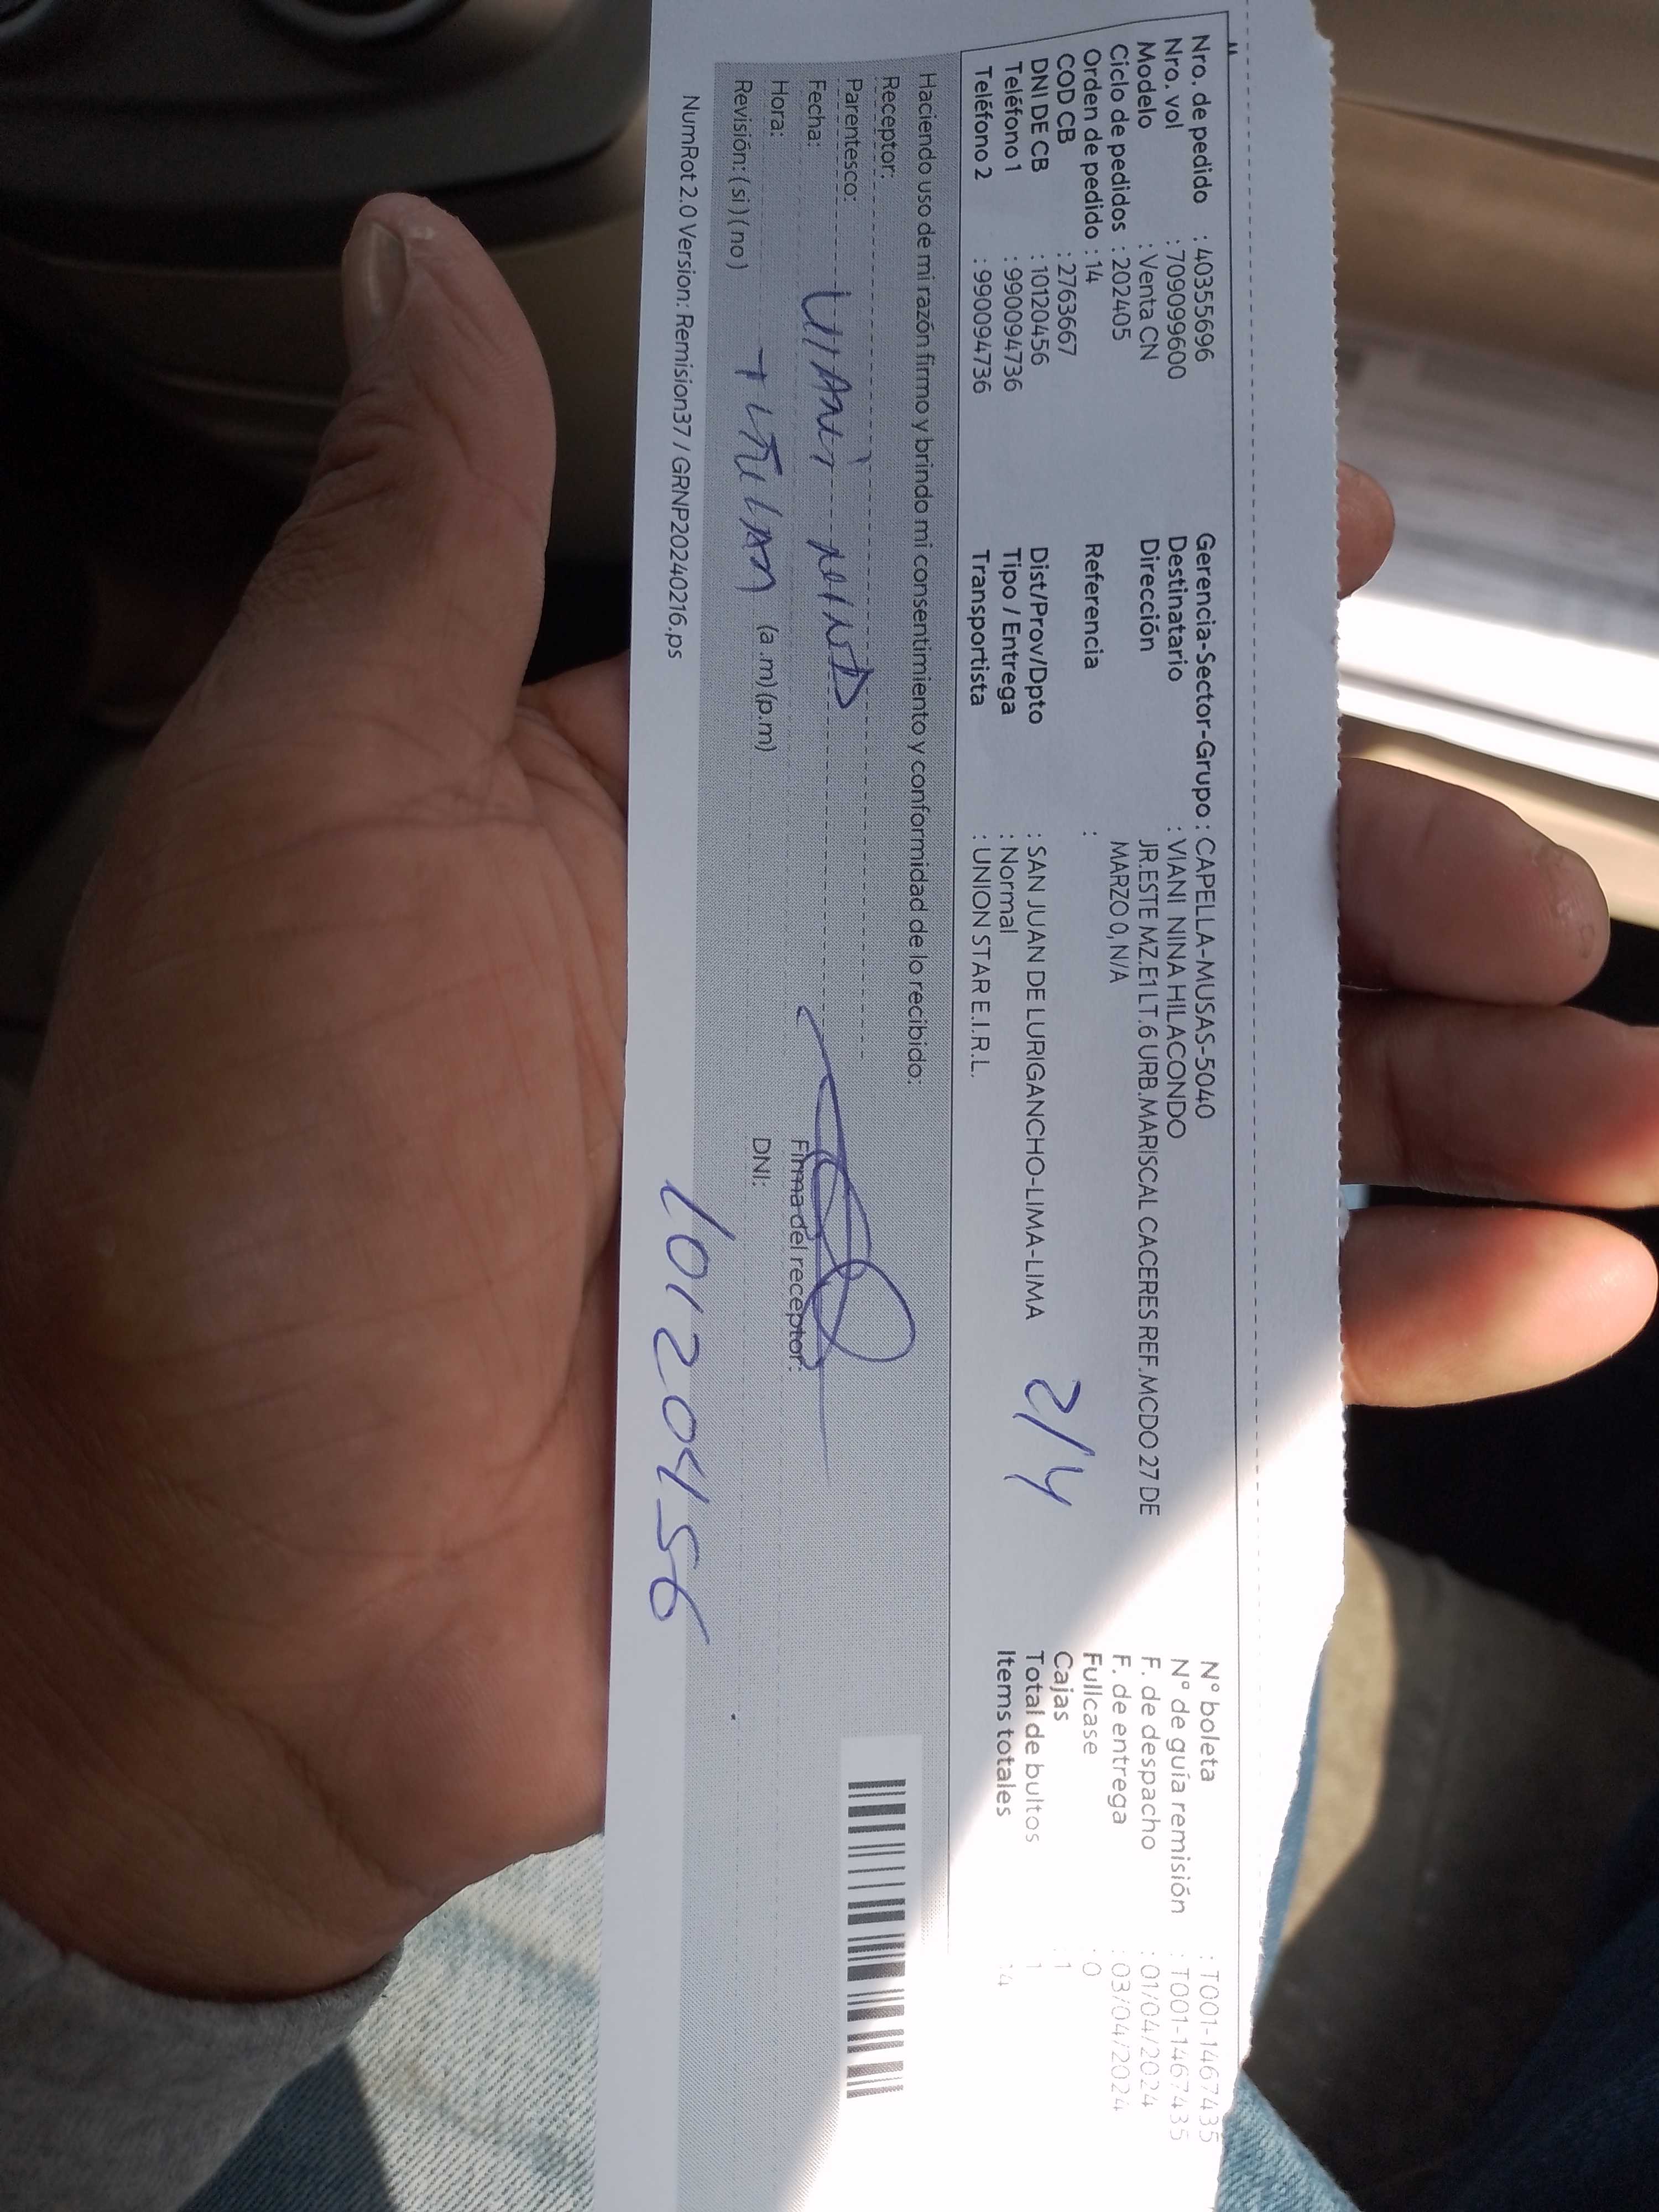 Nro. de pedido : 40355696
Nro. vol : 7090999600
Modelo : Venta CN
Ciclo de pedidos : 202405
Orden de pedido : 14
COD CB : 2763667
DNI DE CB : 10120456
Teléfono 1 : 990094736
Teléfono 2 : 990094736
Gerencia-Sector-Grupo : CAPELLA-MUSAS-5040
Destinatario : VIANI NINA HILACONDO
Dirección JR.ESTE MZ.E1 LT.6 URB.MARISCAL CACERES REF.MCDO 27 DE
MARZO 0, N/A
Referencia :
Dist/Prov/Dpto : SAN JUAN DE LURIGANCHO-LIMA-LIMA
Tipo / Entrega : Normal
Transportista : UNION STAR E.I.R.L.
2/4
N° boleta : T001-1467435
N° de guía remisión : T001-1467435
F. de despacho : 01/04/2024
F. de entrega : 03/04/2024
Fullcase : 0
Cajas : 1
Total de bultos : 1
Items totales : 4
Haciendo uso de mi razón firmo y brindo mi consentimiento y conformidad de lo recibido:
Receptor:
Parentesco:
Fecha:
Hora: (a.m)(p.m)
Revisión: ( si ) ( no )
Firma del receptor:
DNI:
10120456
NumRot 2.0 Version: Remision37 / GRNP20240216.ps